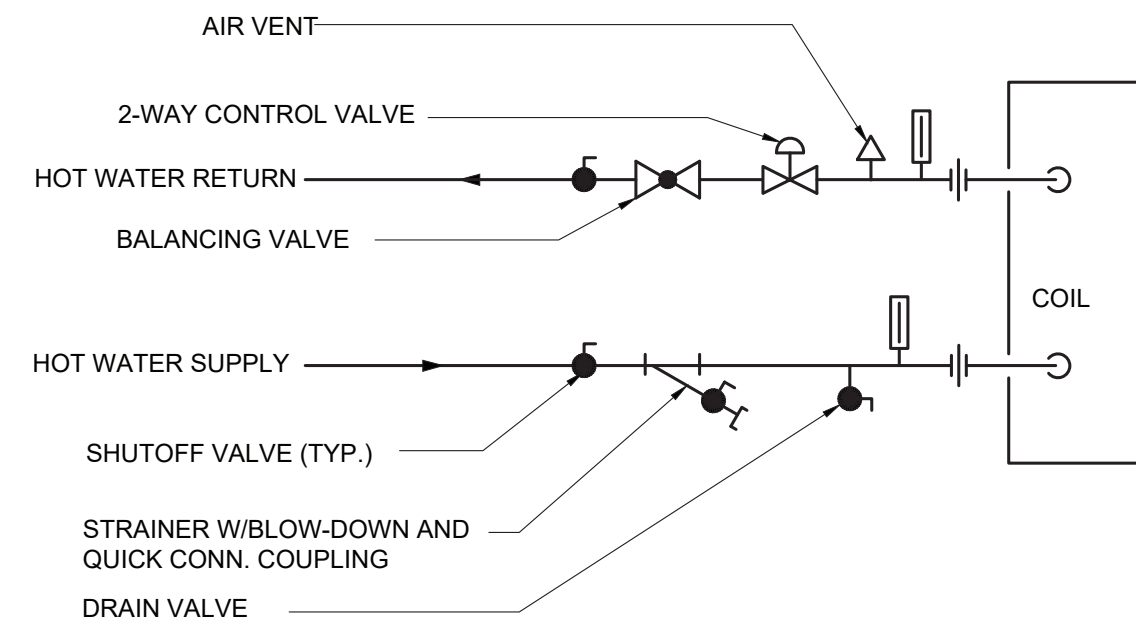 AIR VENT
2-WAY CONTROL VALVE
HOT WATER RETURN
BALANCING VALVE
COIL
HOT WATER SUPPLY
SHUTOFF VALVE (TYP.)
STRAINER W/BLOW-DOWN AND
QUICK CONN. COUPLING
DRAIN VALVE